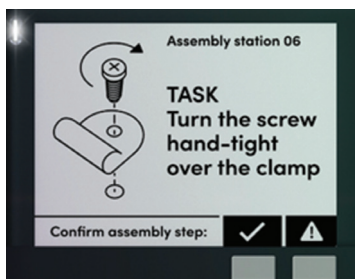 Assembly station 06
TASK
Turn the screw
hand-tight
over the clamp
Confirm assembly step: